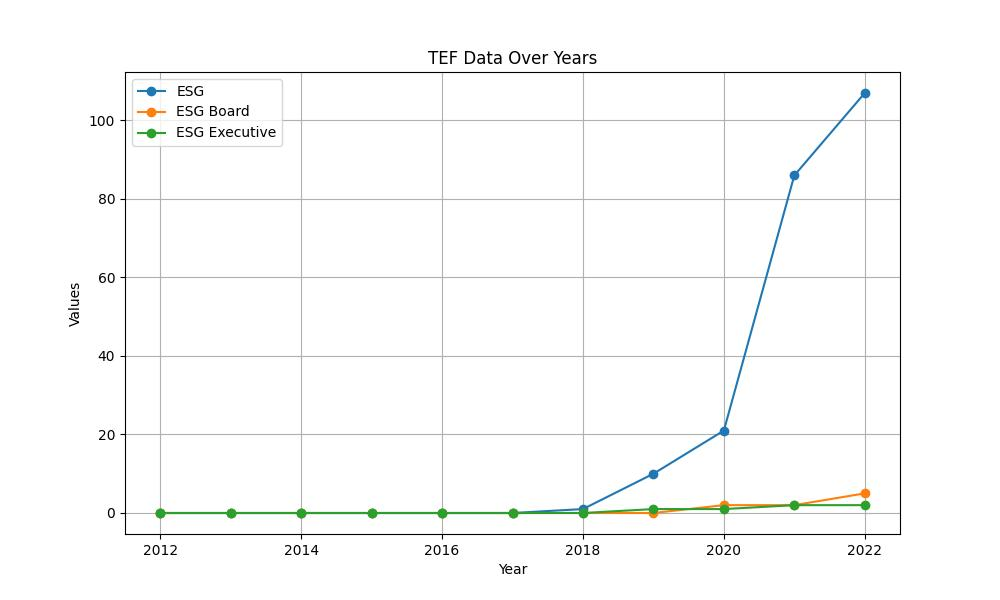 TEF Data Over Years
ESG
ESG Board
ESG Executive
100
80
60
40
20
0
Values
2012 2014 2016 2018 2020 2022
Year